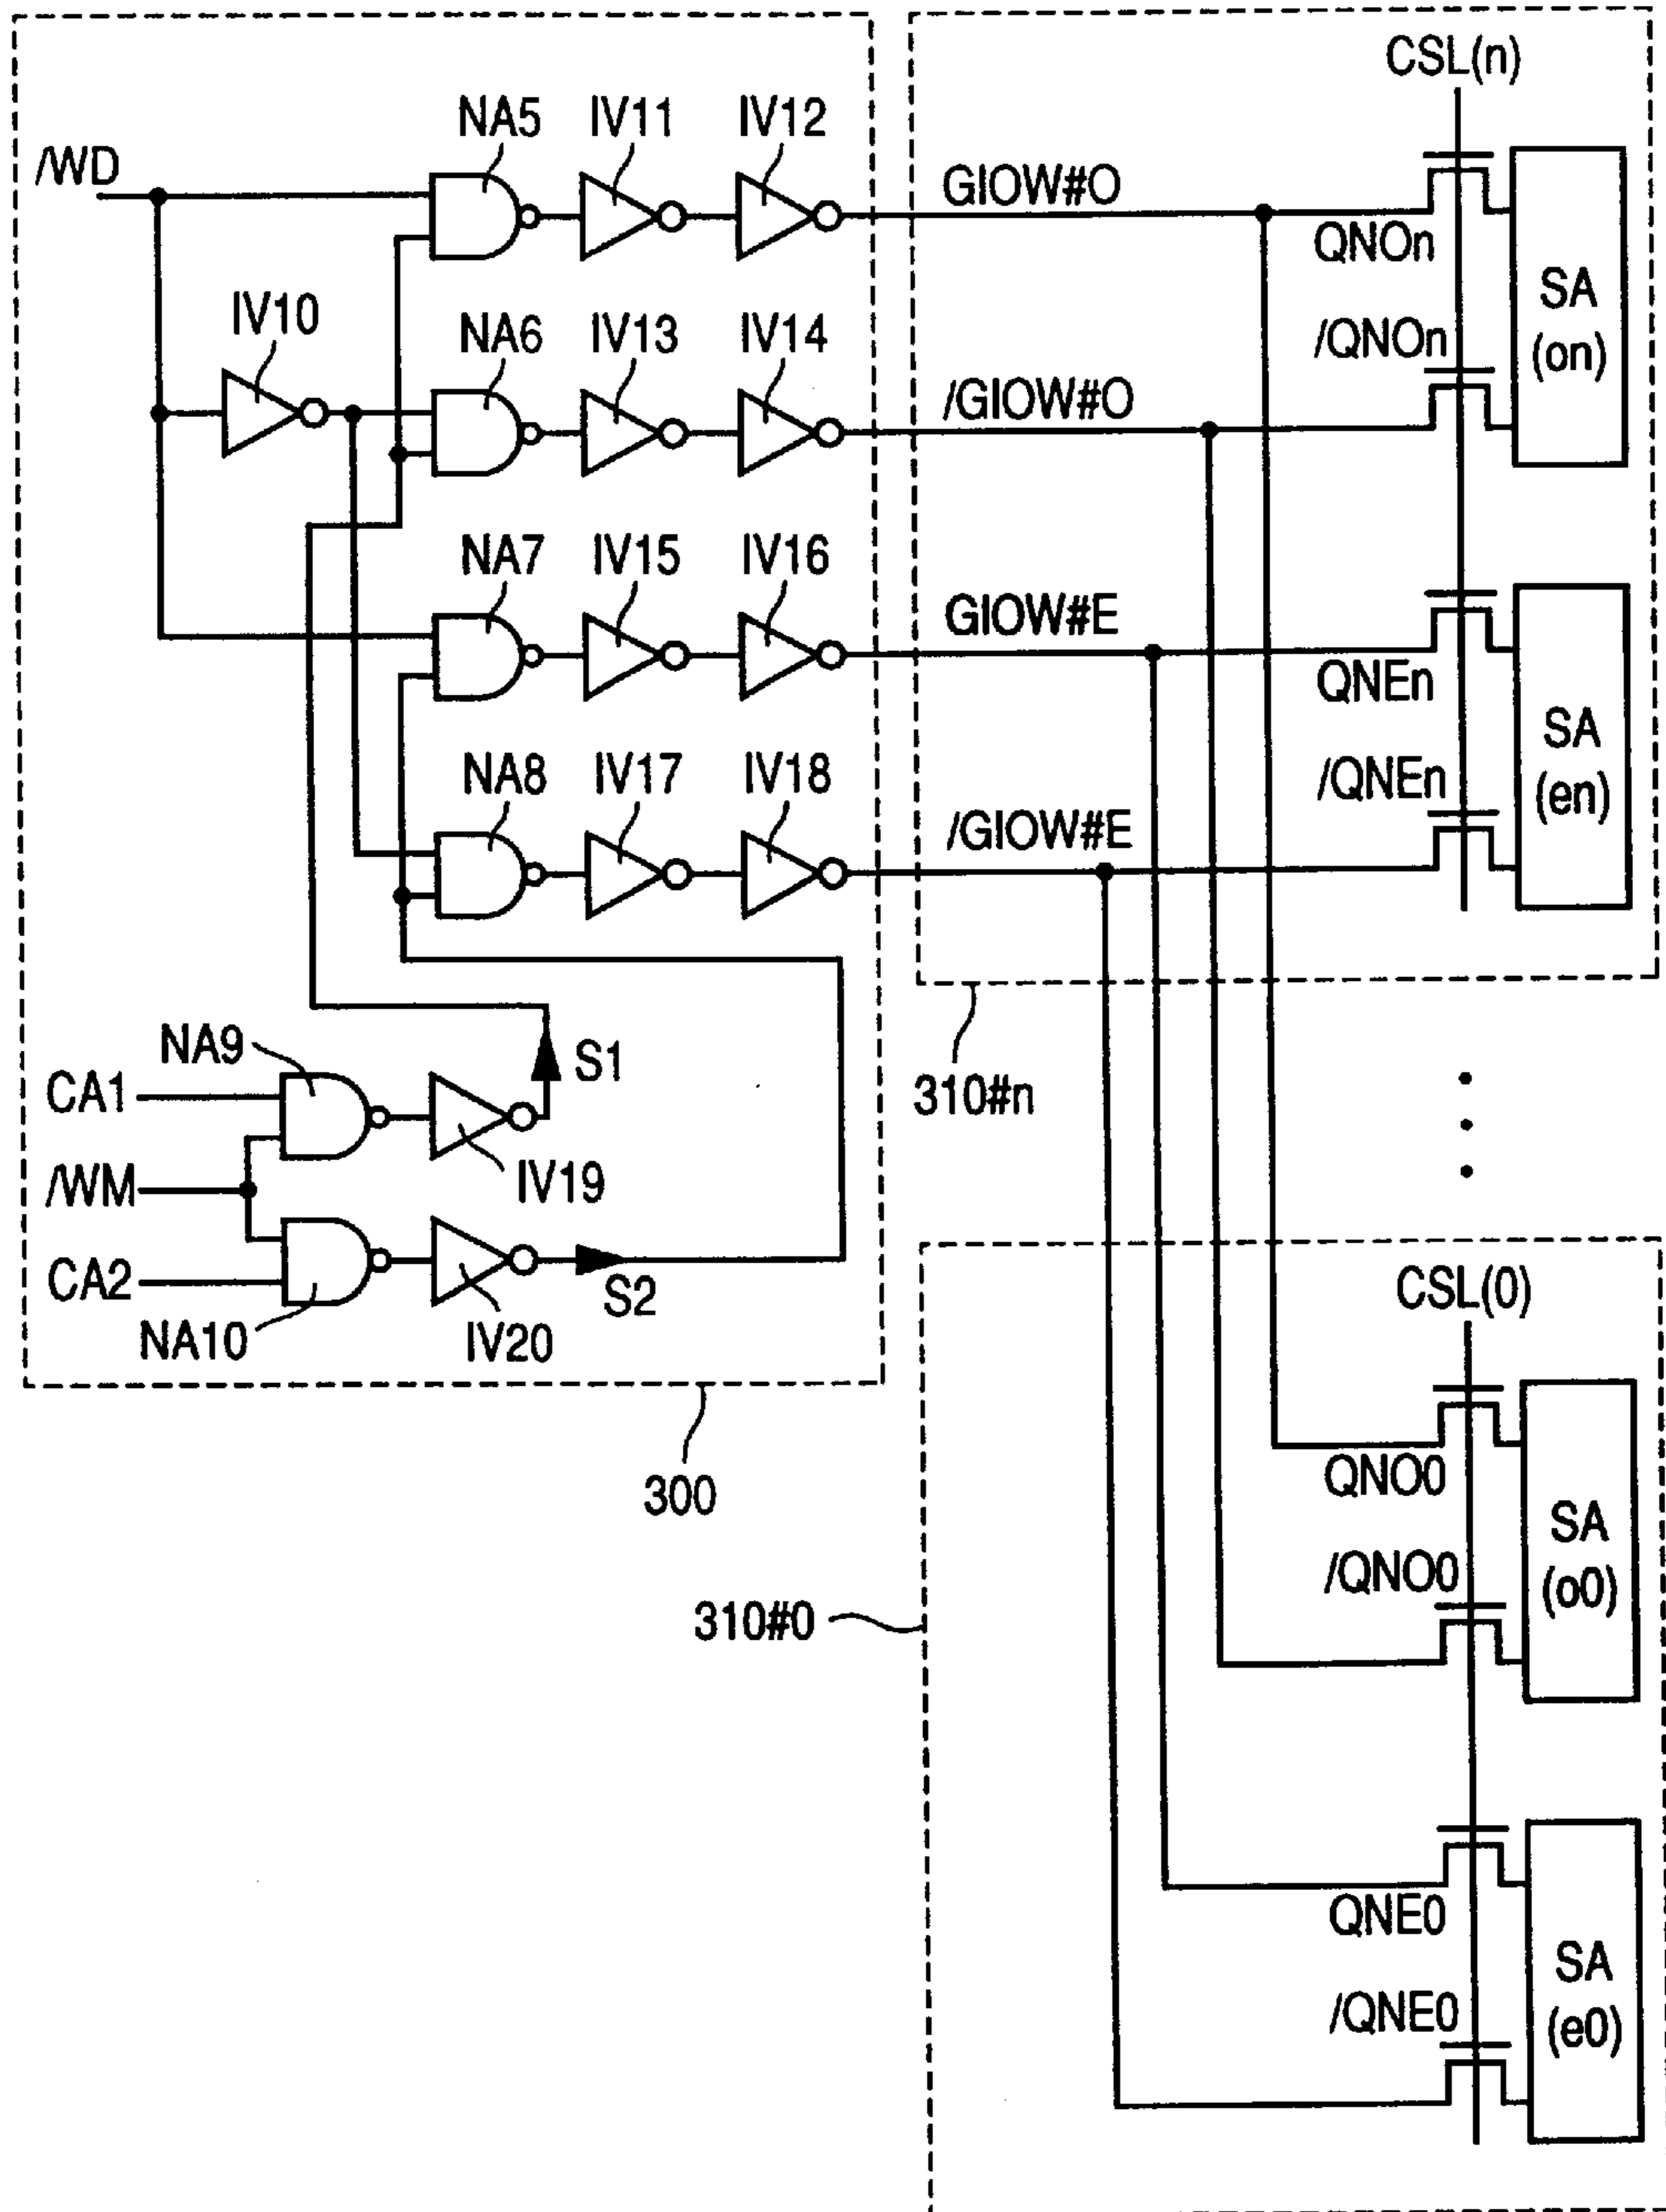 CSL(n)
NA5
IV11
IV12
/WD
GIOW#O
QNOn
SA
(on)
IV10
NA6
IV13
IV14
/QNOn
/GIOW#O
NA7
IV15
IV16
GIOW#E
QNEn
SA
(en)
NA8
IV17
IV18
/QNEn
/GIOW#E
NA9
S1
CA1
310#n
/WM
IV19
CA2
S2
NA10
IV20
CSL(0)
300
QNO0
SA
(o0)
/QNO0
310#0
QNE0
SA
(e0)
/QNE0